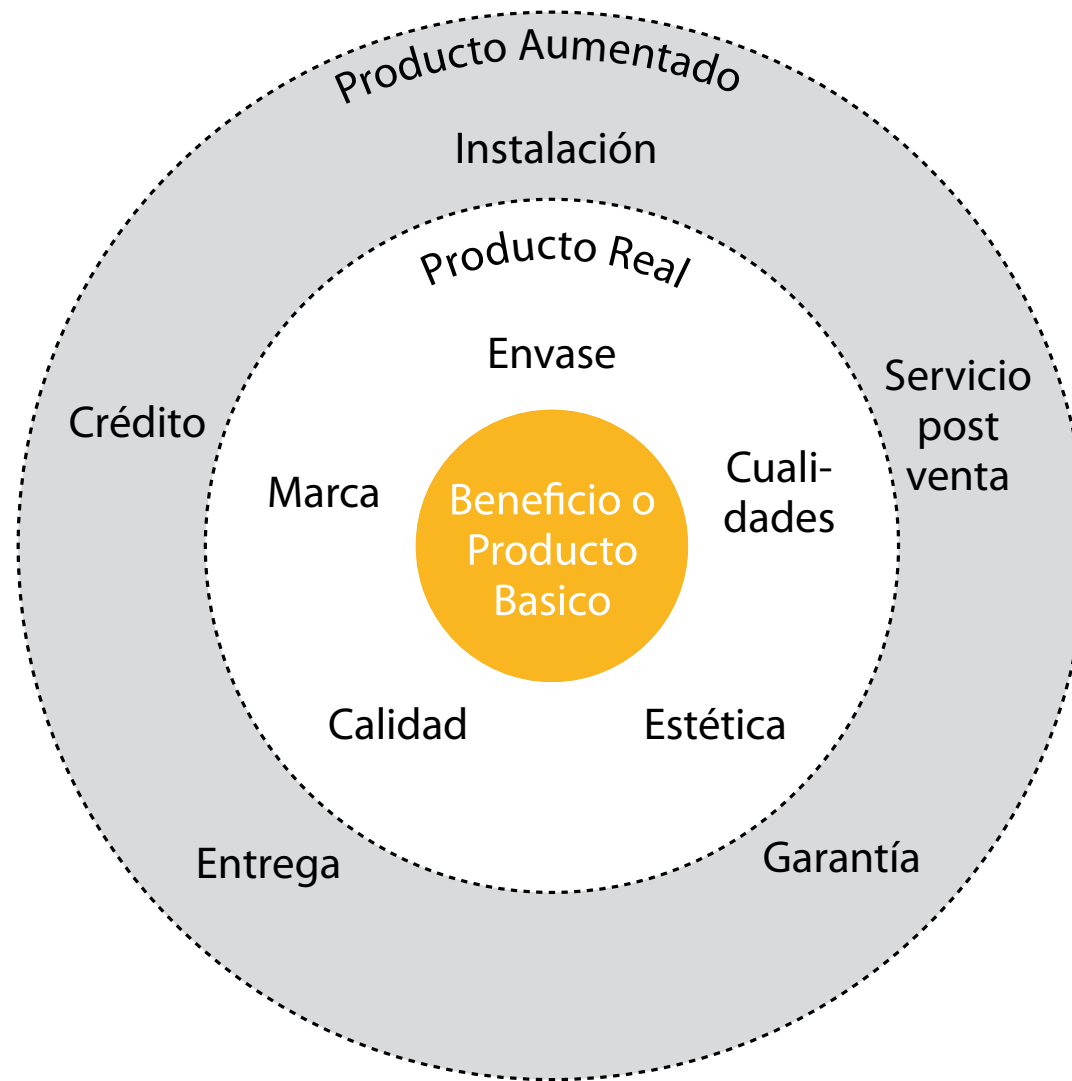 Producto Aumentado
Instalación
Producto Real
Envase
Servicio
post
venta
Crédito
Marca
Cuali-
dades
Beneficio o
Producto
Basico
Calidad
Estética
Entrega
Garantía